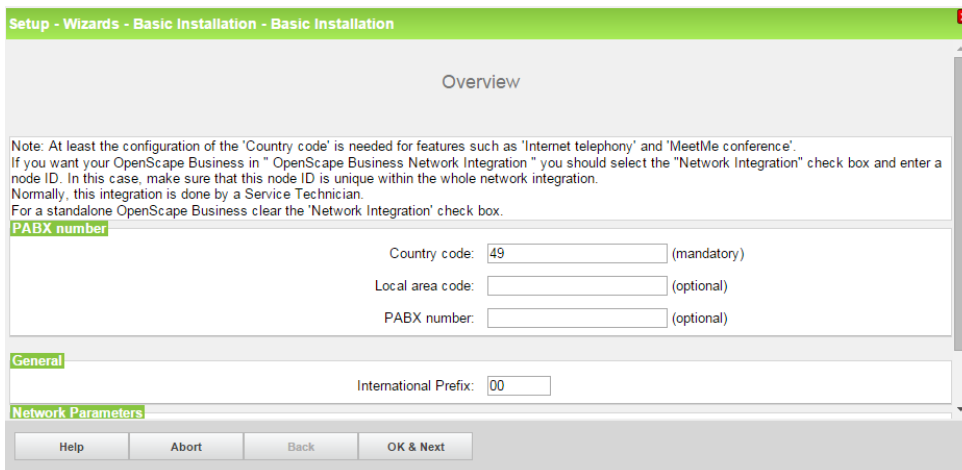 Setup - Wizards - Basic Installation - Basic Installation
Overview
Note: At least the configuration of the 'Country code' is needed for features such as 'Internet telephony' and 'MeetMe conference'.
If you want your OpenScape Business in " OpenScape Business Network Integration " you should select the "Network Integration" check box and enter a
node ID. In this case, make sure that this node ID is unique within the whole network integration.
Normally, this integration is done by a Service Technician.
For a standalone OpenScape Business clear the 'Network Integration' check box.
PABX number
Country code: 49 (mandatory)
Local area code: (optional)
PABX number: (optional)
General
International Prefix: 00
Network Parameters
Help Abort Back OK & Next